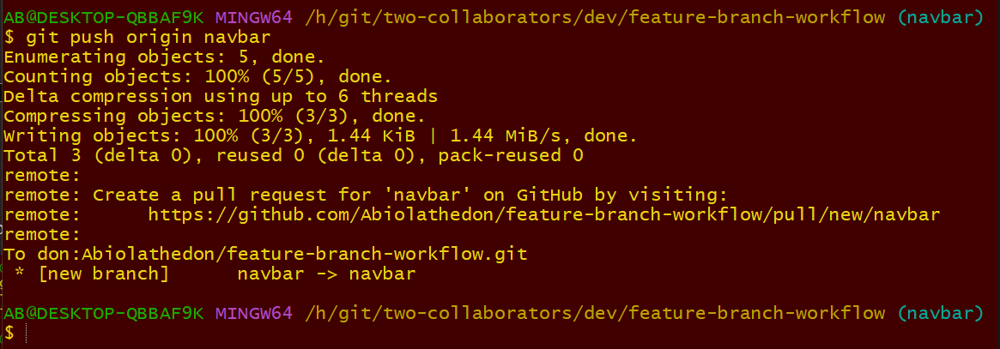 AB@DESKTOP-QBBAF9K MINGW64 /h/git/two-collaborators/dev/feature-branch-workflow (navbar)
$ git push origin navbar
Enumerating objects: 5, done.
Counting objects: 100% (5/5), done.
Delta compression using up to 6 threads
Compressing objects: 100% (3/3), done.
Writing objects: 100% (3/3), 1.44 KiB | 1.44 MiB/s, done.
Total 3 (delta 0), reused 0 (delta 0), pack-reused 0
remote:
remote: Create a pull request for 'navbar' on GitHub by visiting:
remote:      https://github.com/Abiolathedon/feature-branch-workflow/pull/new/navbar
remote:
To don:Abiolathedon/feature-branch-workflow.git
 * [new branch]      navbar -> navbar
AB@DESKTOP-QBBAF9K MINGW64 /h/git/two-collaborators/dev/feature-branch-workflow (navbar)
$